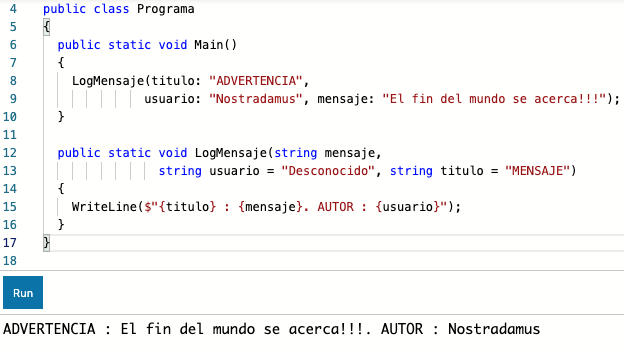 4 public class Programa
5 {
6 public static void Main()
7 {
8 LogMensaje(titulo: "ADVERTENCIA",
9 usuario: "Nostradamus", mensaje: "El fin del mundo se acerca!!!");
10 }
11
12 public static void LogMensaje(string mensaje,
13 string usuario = "Desconocido", string titulo = "MENSAJE")
14 {
15 WriteLine($"{titulo} : {mensaje}. AUTOR : {usuario}");
16 }
17 }
18
Run
ADVERTENCIA : El fin del mundo se acerca!!!. AUTOR : Nostradamus